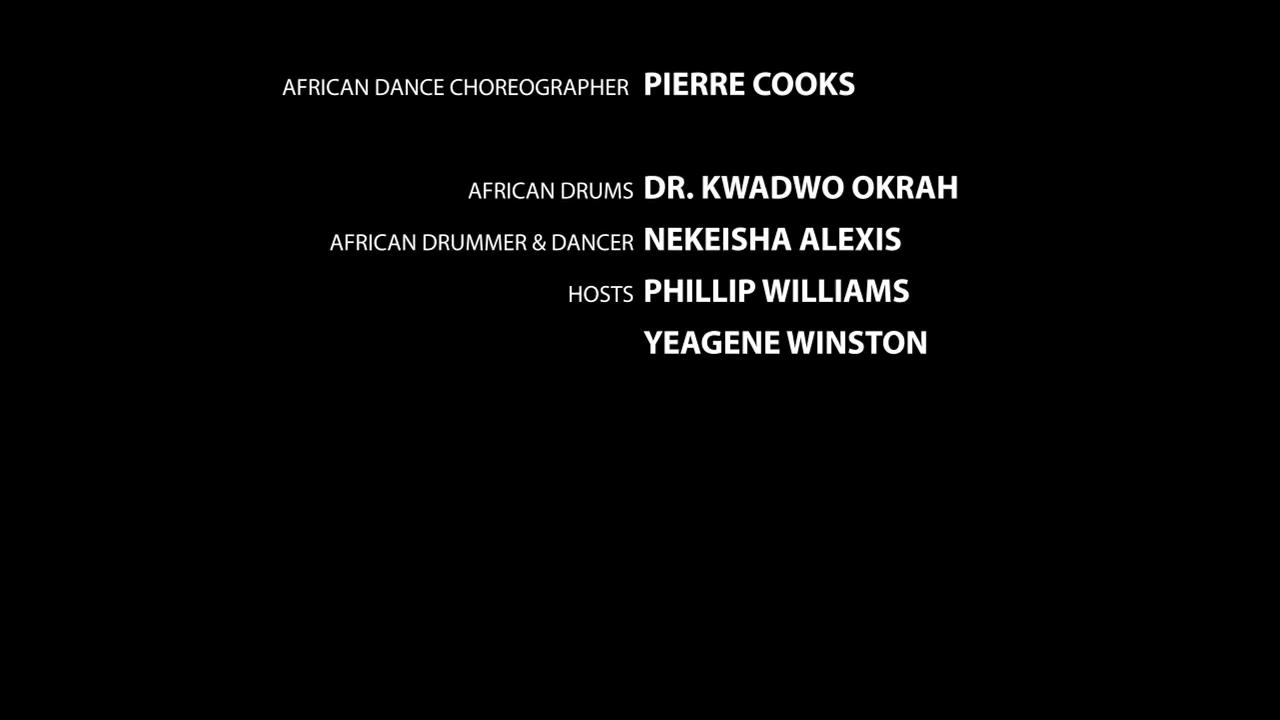 AFRICAN DANCE CHOREOGRAPHER PIERRE COOKS
AFRICAN DRUMS DR. KWADWO OKRAH
AFRICAN DRUMMER & DANCER NEKEISHA ALEXIS
HOSTS PHILLIP WILLIAMS
YEAGENE WINSTON